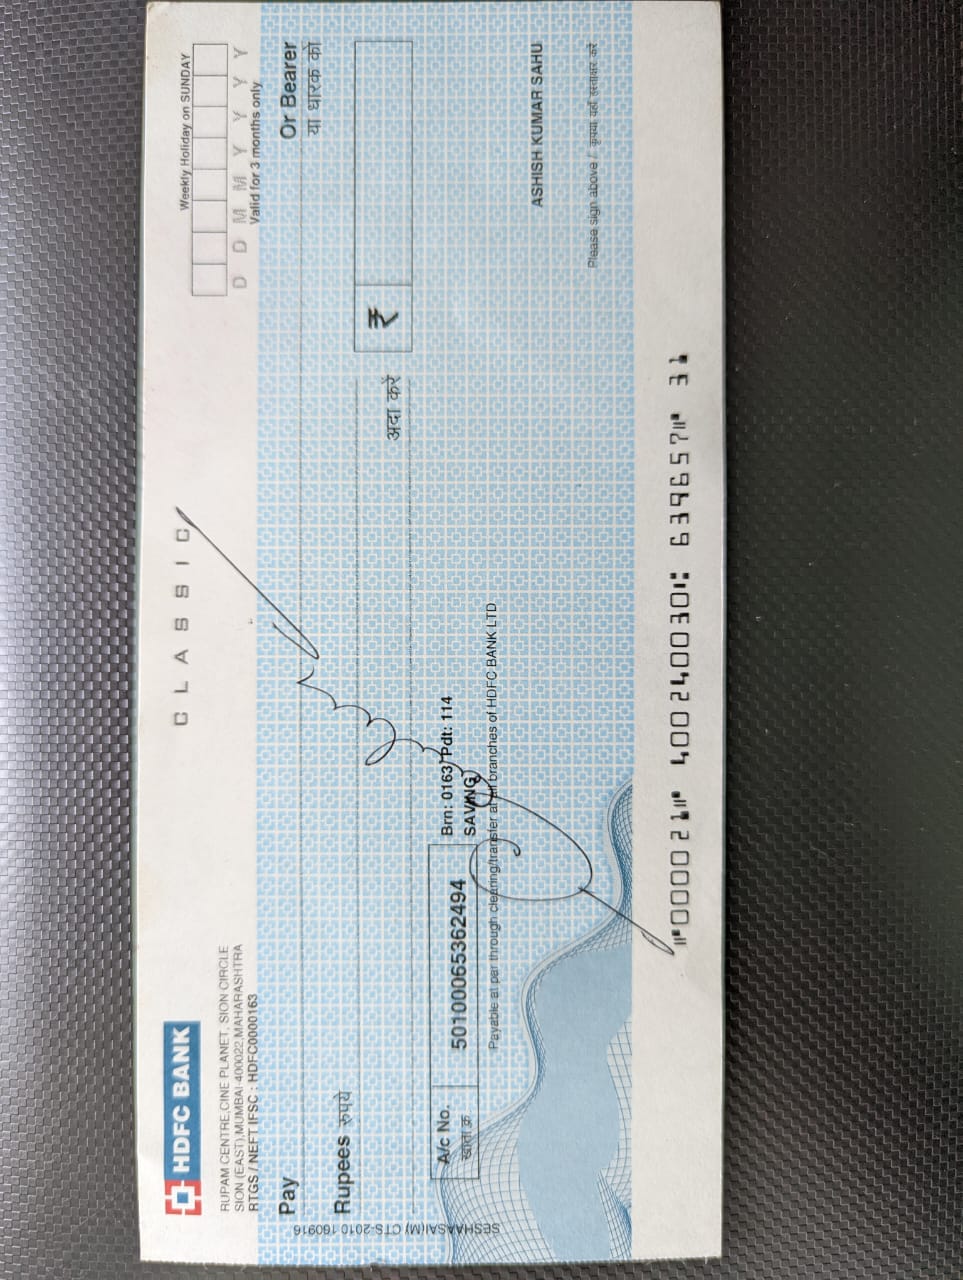 HDFC BANK
CLASSIC
Weekly Holiday on SUNDAY
RUPAM CENTRE,CINE PLANET, SION CIRCLE
SION (EAST),MUMBAI-400022,MAHARASHTRA
RTGS / NEFT IFSC : HDFC0000163
D D M M Y Y Y Y
Valid for 3 months only
Pay
Or Bearer
या धारक को
Rupees रुपये
अदा करें
₹
SESHAASAI(M) CTS-2010 160916
A/c No.
खाता क्र.
50100065362494
Brn: 0163 Pdt: 114
SAVING
Payable at par through clearing/transfer at all branches of HDFC BANK LTD
Cancel
ASHISH KUMAR SAHU
Please sign above / कृपया यहाँ हस्ताक्षर करें
⑈000021⑈ 400240030⑆ 639657⑈ 31